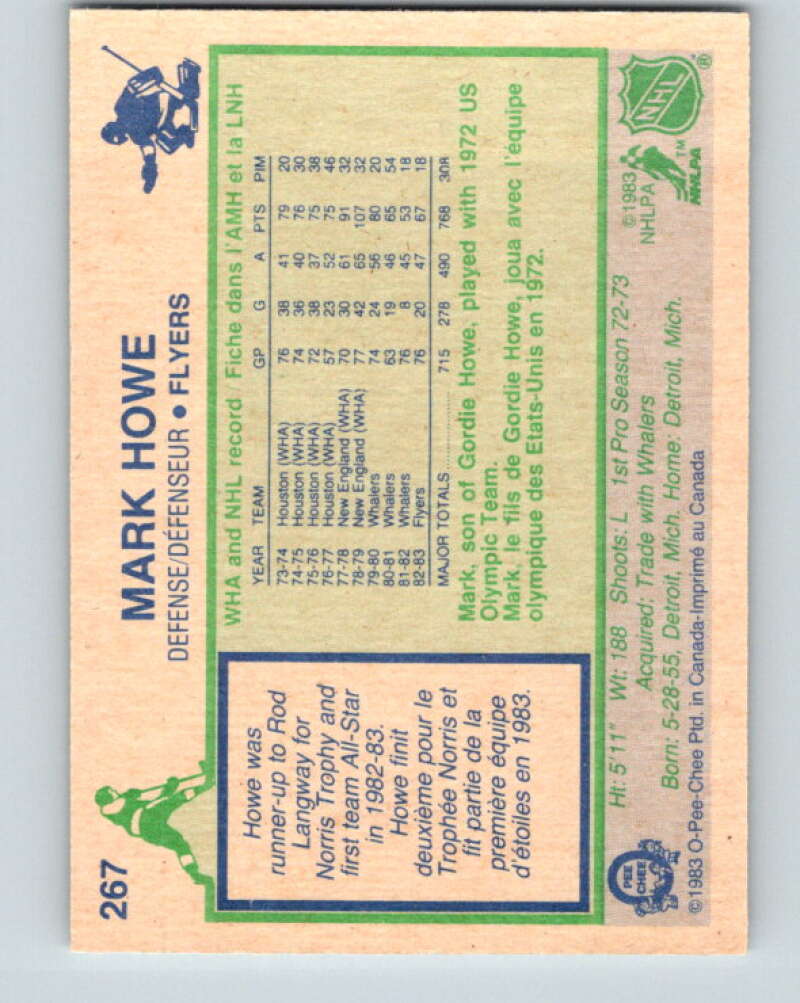 267
MARK HOWE
DEFENSE/DÉFENSEUR • FLYERS
Howe was
runner-up to Rod
Langway for
Norris Trophy and
first team All-Star
in 1982-83.
Howe finit
deuxième pour le
Trophée Norris et
fit partie de la
première équipe
d'étoiles en 1983.
WHA and NHL record / Fiche dans l'AMH et la LNH
YEAR TEAM GP G A PTS PIM
73-74 Houston (WHA) 76 38 41 79 20
74-75 Houston (WHA) 74 36 40 76 30
75-76 Houston (WHA) 72 38 37 75 38
76-77 Houston (WHA) 57 23 52 75 46
77-78 New England (WHA) 70 30 61 91 32
78-79 New England (WHA) 77 42 65 107 32
79-80 Whalers 74 24 56 80 20
80-81 Whalers 63 19 46 65 54
81-82 Whalers 76 8 45 53 18
82-83 Flyers 76 20 47 67 18
MAJOR TOTALS 715 278 490 768 308
Mark, son of Gordie Howe, played with 1972 US
Olympic Team.
Mark, le fils de Gordie Howe, joua avec l'équipe
olympique des Etats-Unis en 1972.
Ht: 5'11" Wt: 188 Shoots: L 1st Pro Season 72-73
Acquired: Trade with Whalers
Born: 5-28-55, Detroit, Mich. Home: Detroit, Mich.
©1983 O-Pee-Chee Ptd. in Canada-Imprimé au Canada
O
PEE
CHEE
©1983
NHLPA
NHL
®
NHLPA
TM